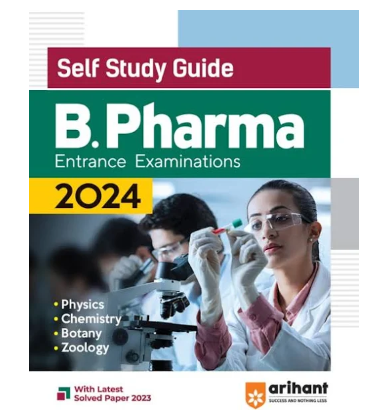 Self Study Guide
B. Pharma
Entrance Examinations
2024
• Physics
• Chemistry
• Botany
• Zoology
With Latest
Solved Paper 2023
arihant
SUCCESS AND NOTHING LESS